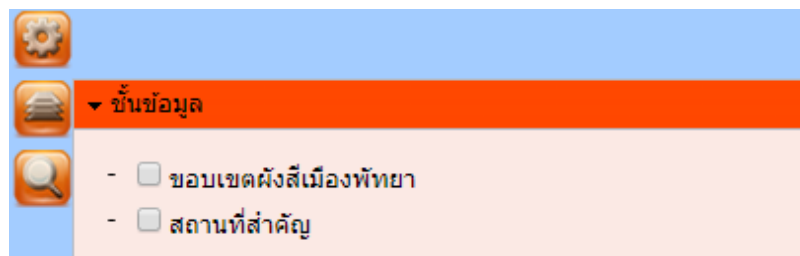 ชั้นข้อมูล
- ขอบเขตผังสีเมืองพัทยา
- สถานที่สำคัญ